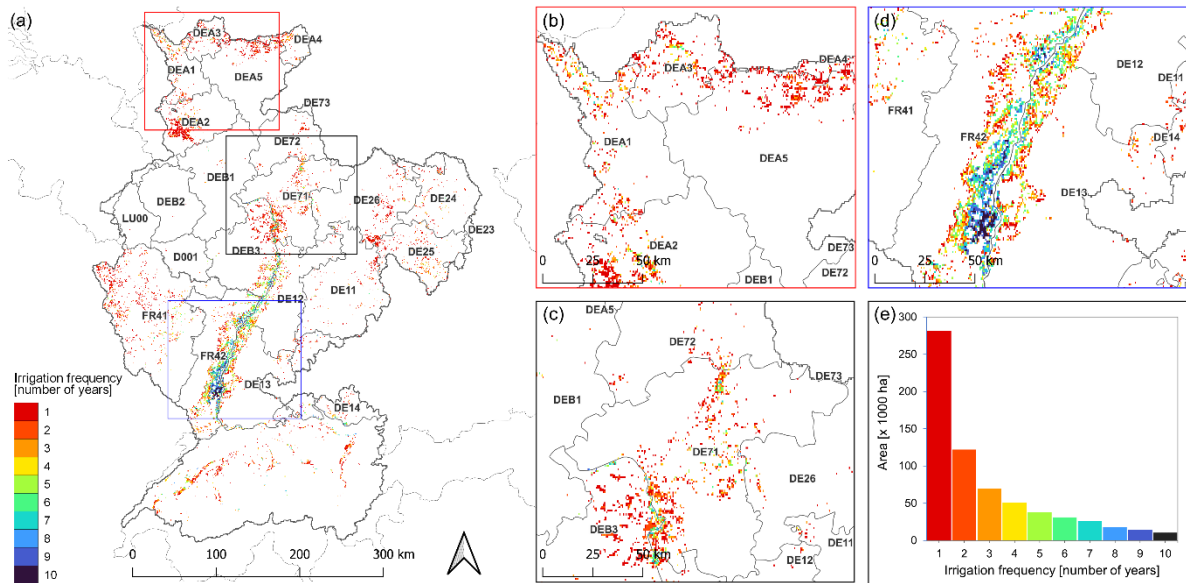 (a)
DEA3
DEA4
DEA1
DEA5
DEA2
DE73
DE72
DEB1
DEB2
DE71
DE26
DE24
LU00
DE23
D001
DEB3
DE25
FR41
DE12
DE11
FR42
DE13
DE14
Irrigation frequency
[number of years]
1
2
3
4
5
6
7
8
9
10
0 100 200 300 km
(b)
DEA3
DEA4
DEA1
DEA5
DEA2
DE73
DEB1
DE72
0 25 50 km
(c)
DEA5
DE72
DE73
DEB1
DE71
DE26
DEB3
DE11
DE12
0 25 50 km
(d)
DE12
DE11
FR41
FR42
DE14
DE13
0 25 50 km
(e)
Area [x 1000 ha]
300
250
200
150
100
50
0
1 2 3 4 5 6 7 8 9 10
Irrigation frequency [number of years]